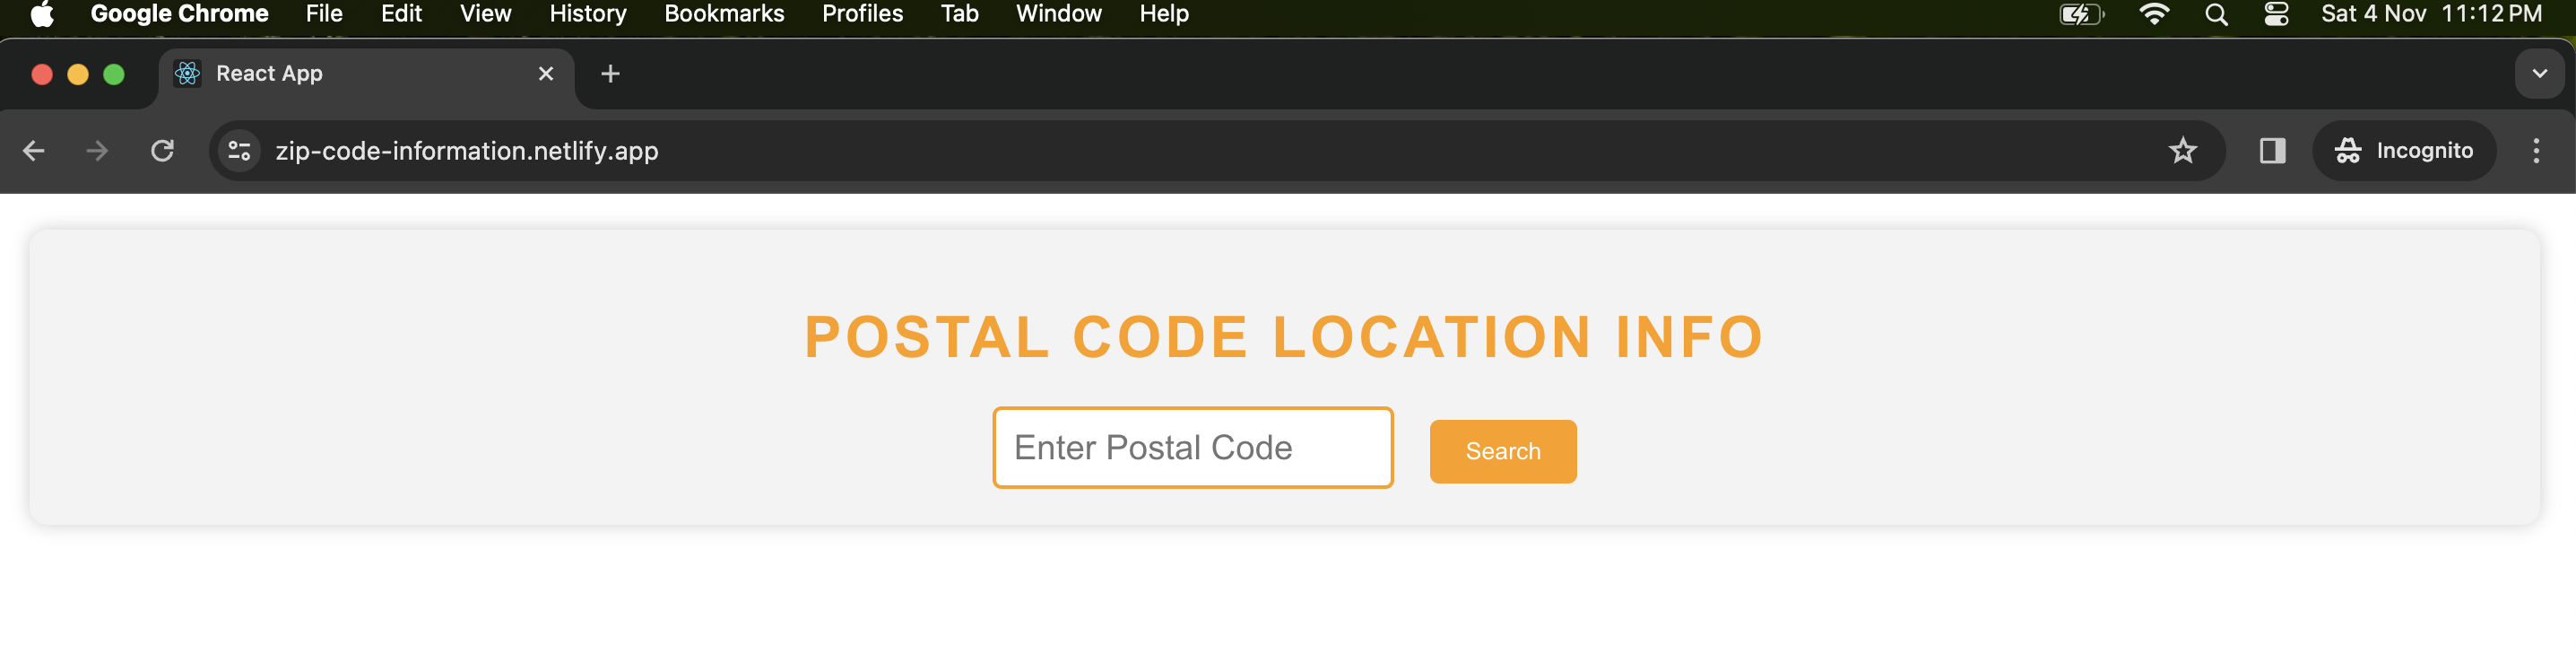 Google Chrome File Edit View History Bookmarks Profiles Tab Window Help Sat 4 Nov 11:12 PM
React App
zip-code-information.netlify.app Incognito
POSTAL CODE LOCATION INFO
Enter Postal Code Search